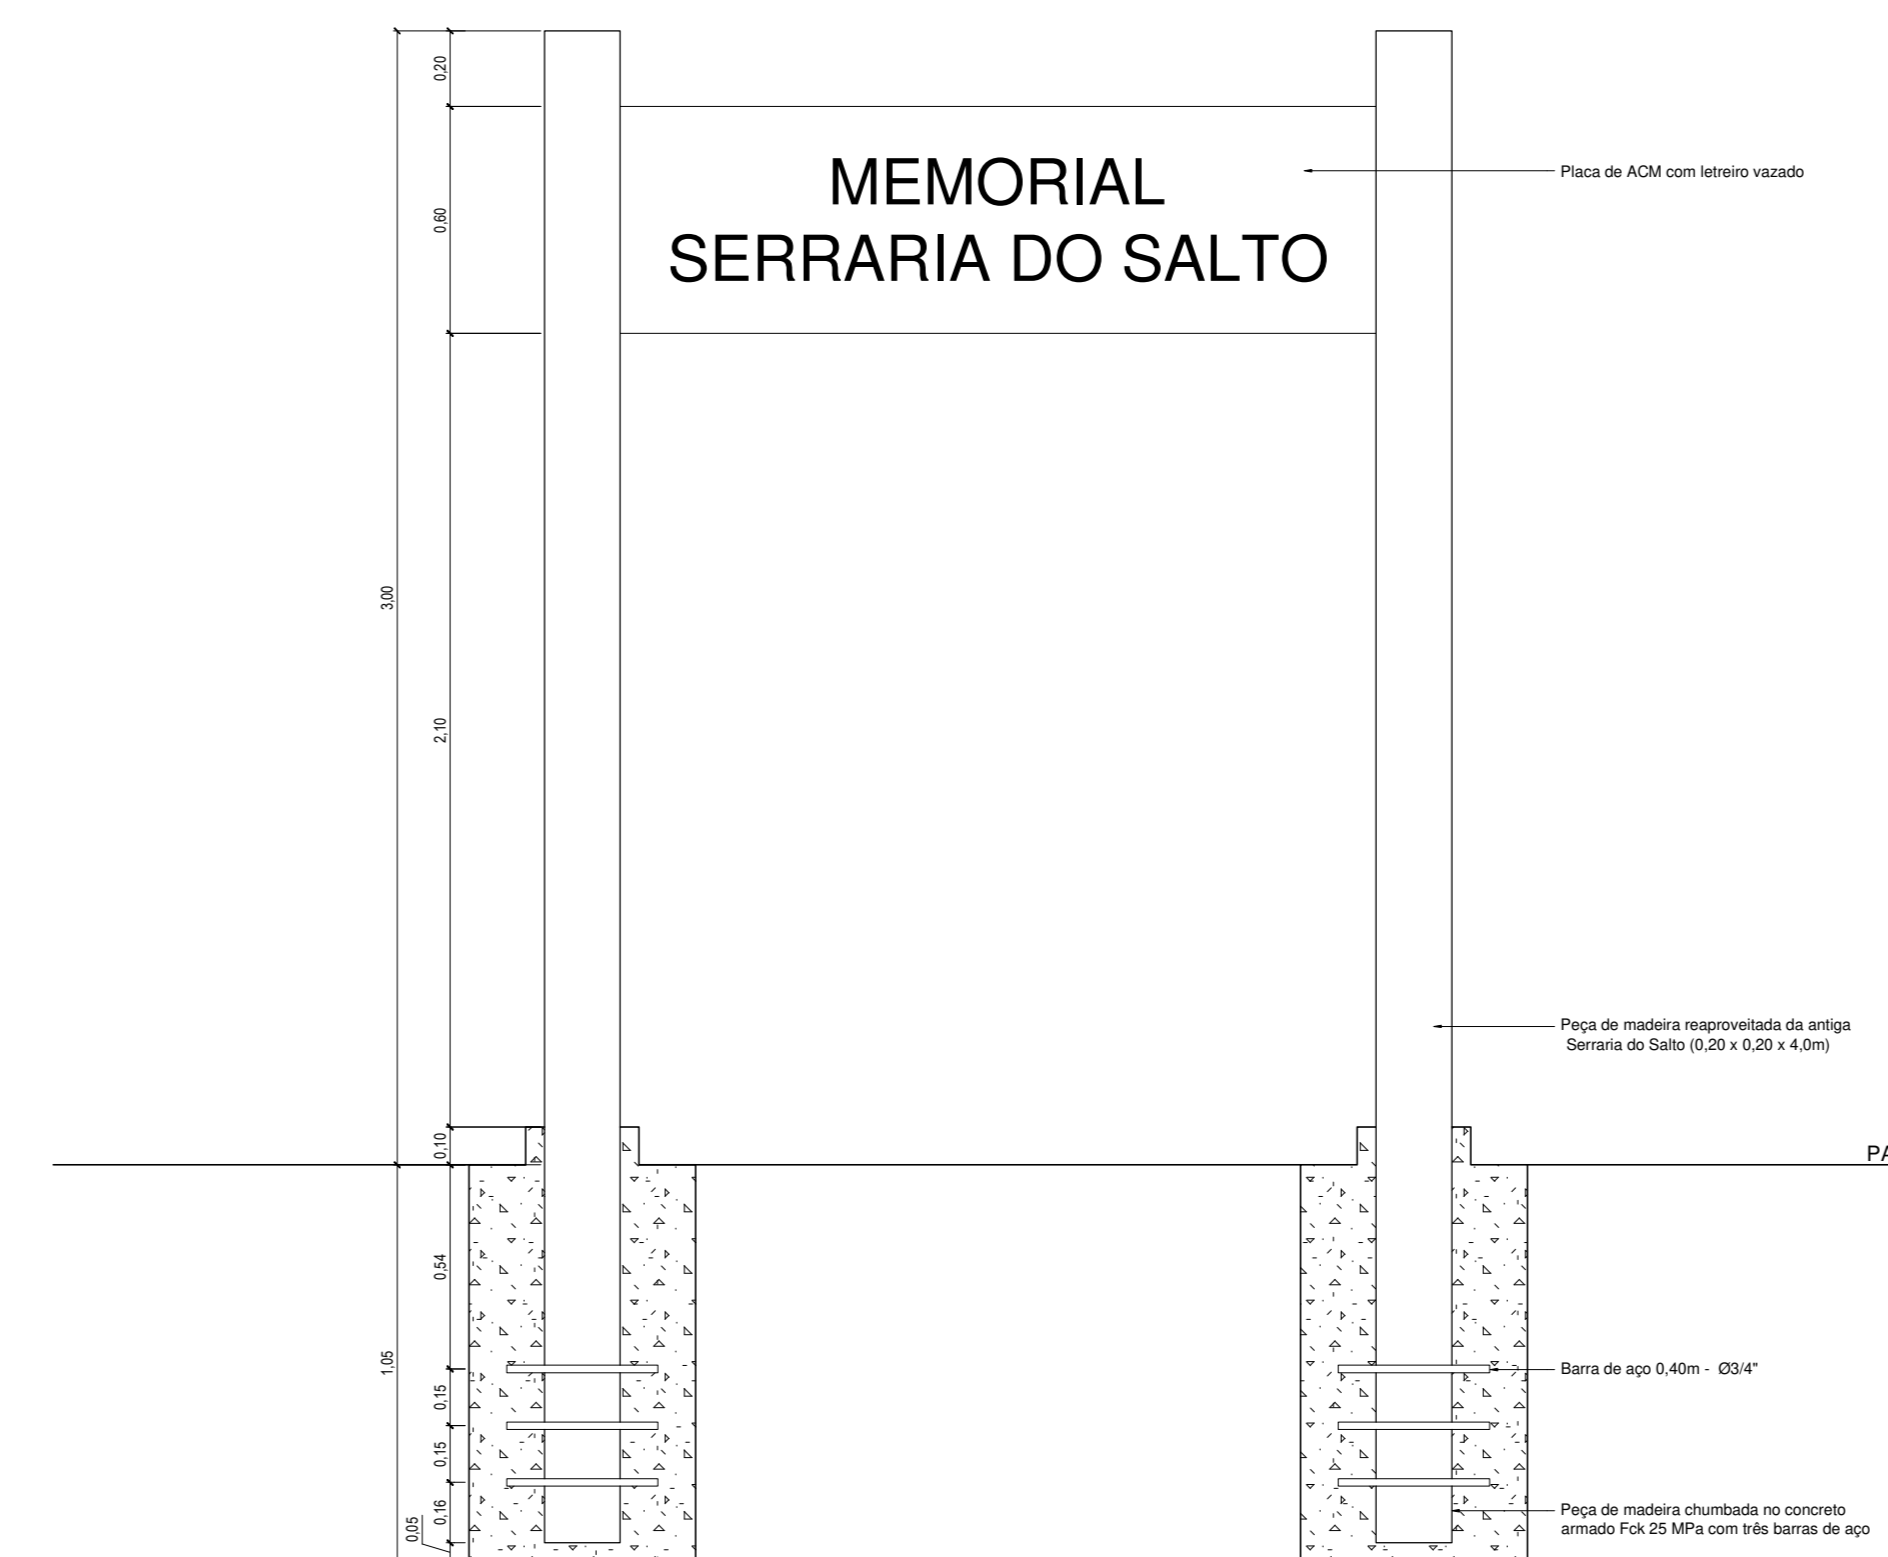 0,20
MEMORIAL
SERRARIA DO SALTO
Placa de ACM com letreiro vazado
0,60
3,00
2,10
Peça de madeira reaproveitada da antiga
Serraria do Salto (0,20 x 0,20 x 4,0m)
0,10
PA
0,54
1,05
Barra de aço 0,40m - Ø3/4"
0,15
0,15
0,16
0,05
Peça de madeira chumbada no concreto
armado Fck 25 MPa com três barras de aço